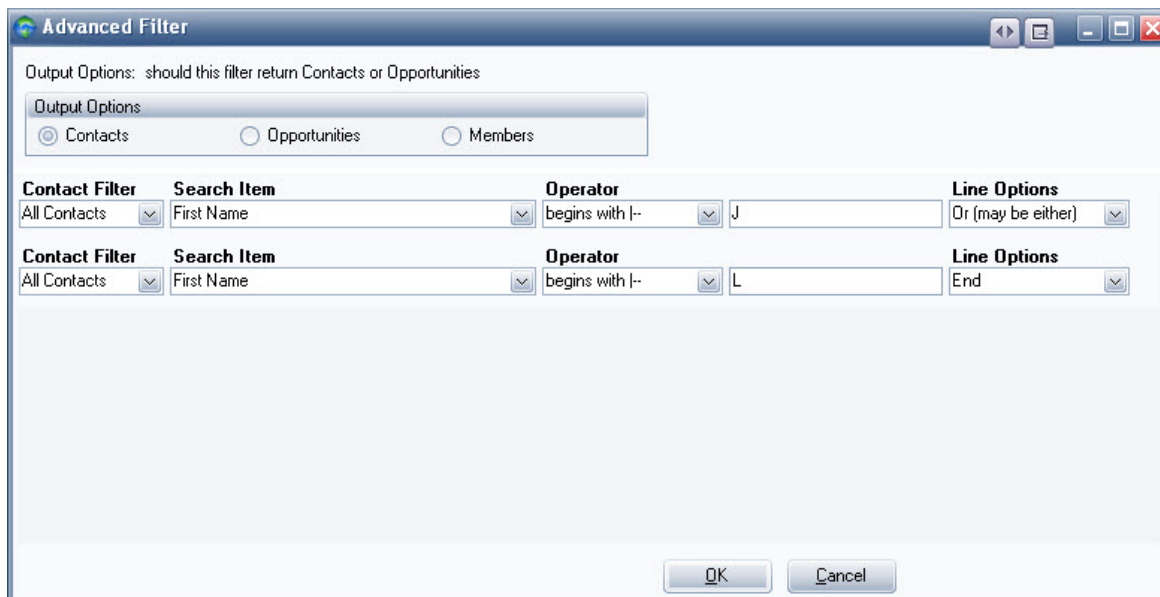 Advanced Filter
Output Options: should this filter return Contacts or Opportunities
Output Options
Contacts Opportunities Members
Contact Filter Search Item Operator Line Options
All Contacts First Name begins with |-- J Or (may be either)
Contact Filter Search Item Operator Line Options
All Contacts First Name begins with |-- L End
OK Cancel